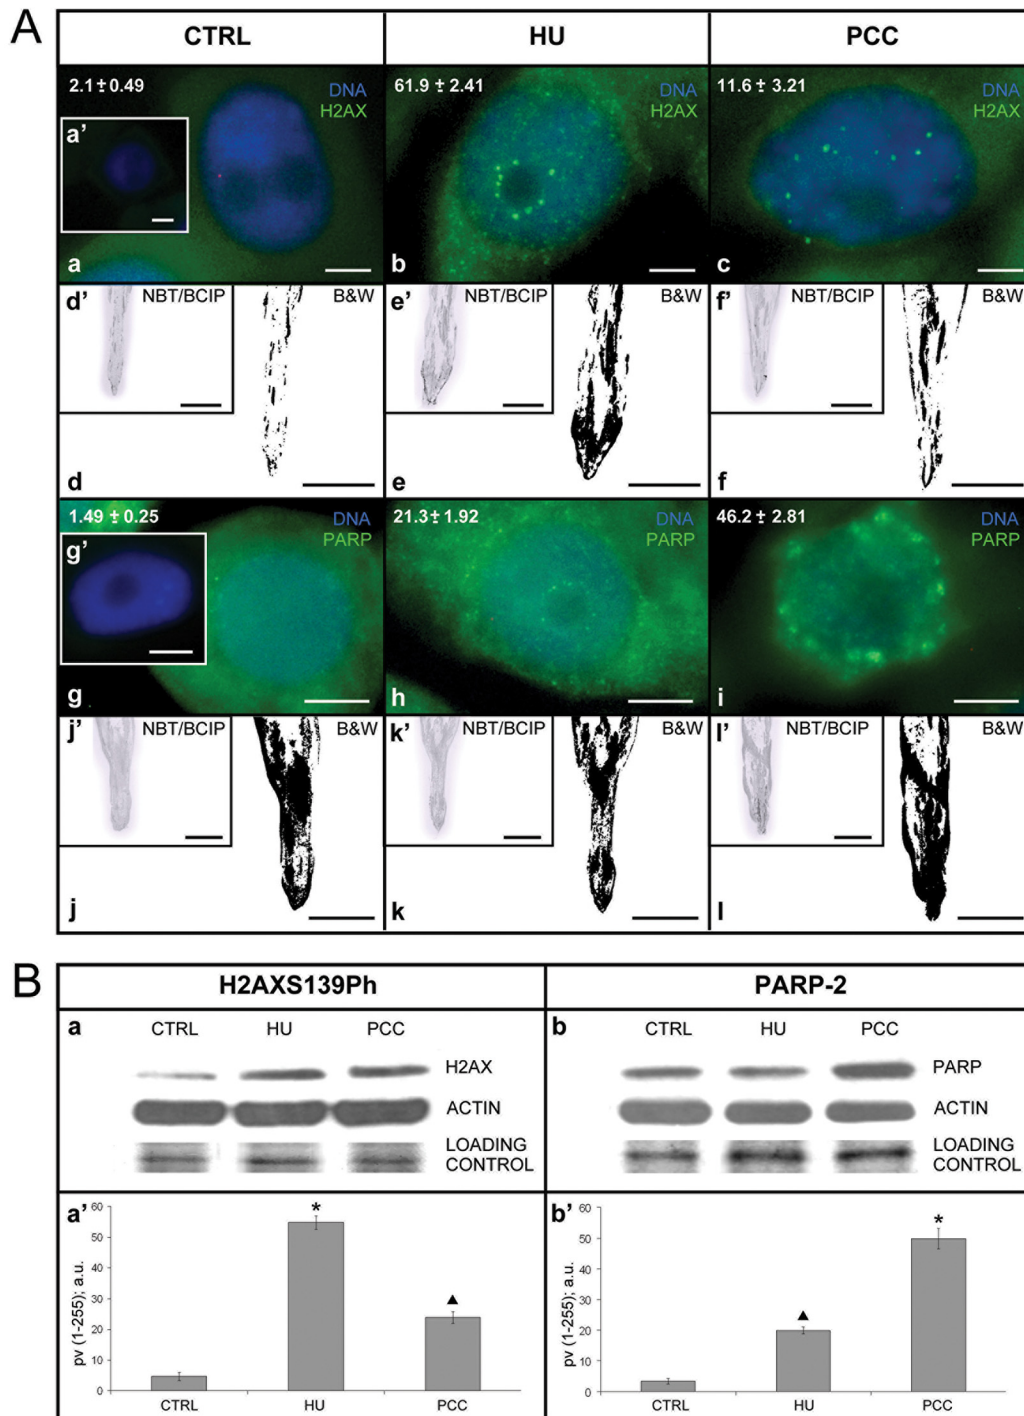 A
CTRL HU PCC
2.1 ± 0.49 DNA H2AX
a'
a
61.9 ± 2.41 DNA H2AX
b
11.6 ± 3.21 DNA H2AX
c
d' NBT/BCIP B&W
d
e' NBT/BCIP B&W
e
f' NBT/BCIP B&W
f
1.49 ± 0.25 DNA PARP
g'
g
21.3 ± 1.92 DNA PARP
h
46.2 ± 2.81 DNA PARP
i
j' NBT/BCIP B&W
j
k' NBT/BCIP B&W
k
l' NBT/BCIP B&W
l
B
H2AXS139Ph PARP-2
a CTRL HU PCC
H2AX
ACTIN
LOADING
CONTROL
b CTRL HU PCC
PARP
ACTIN
LOADING
CONTROL
a'
pv (1-255); a.u.
60
50
40
30
20
10
0
*
▲
CTRL HU PCC
b'
pv (1-255); a.u.
60
50
40
30
20
10
0
▲
*
CTRL HU PCC